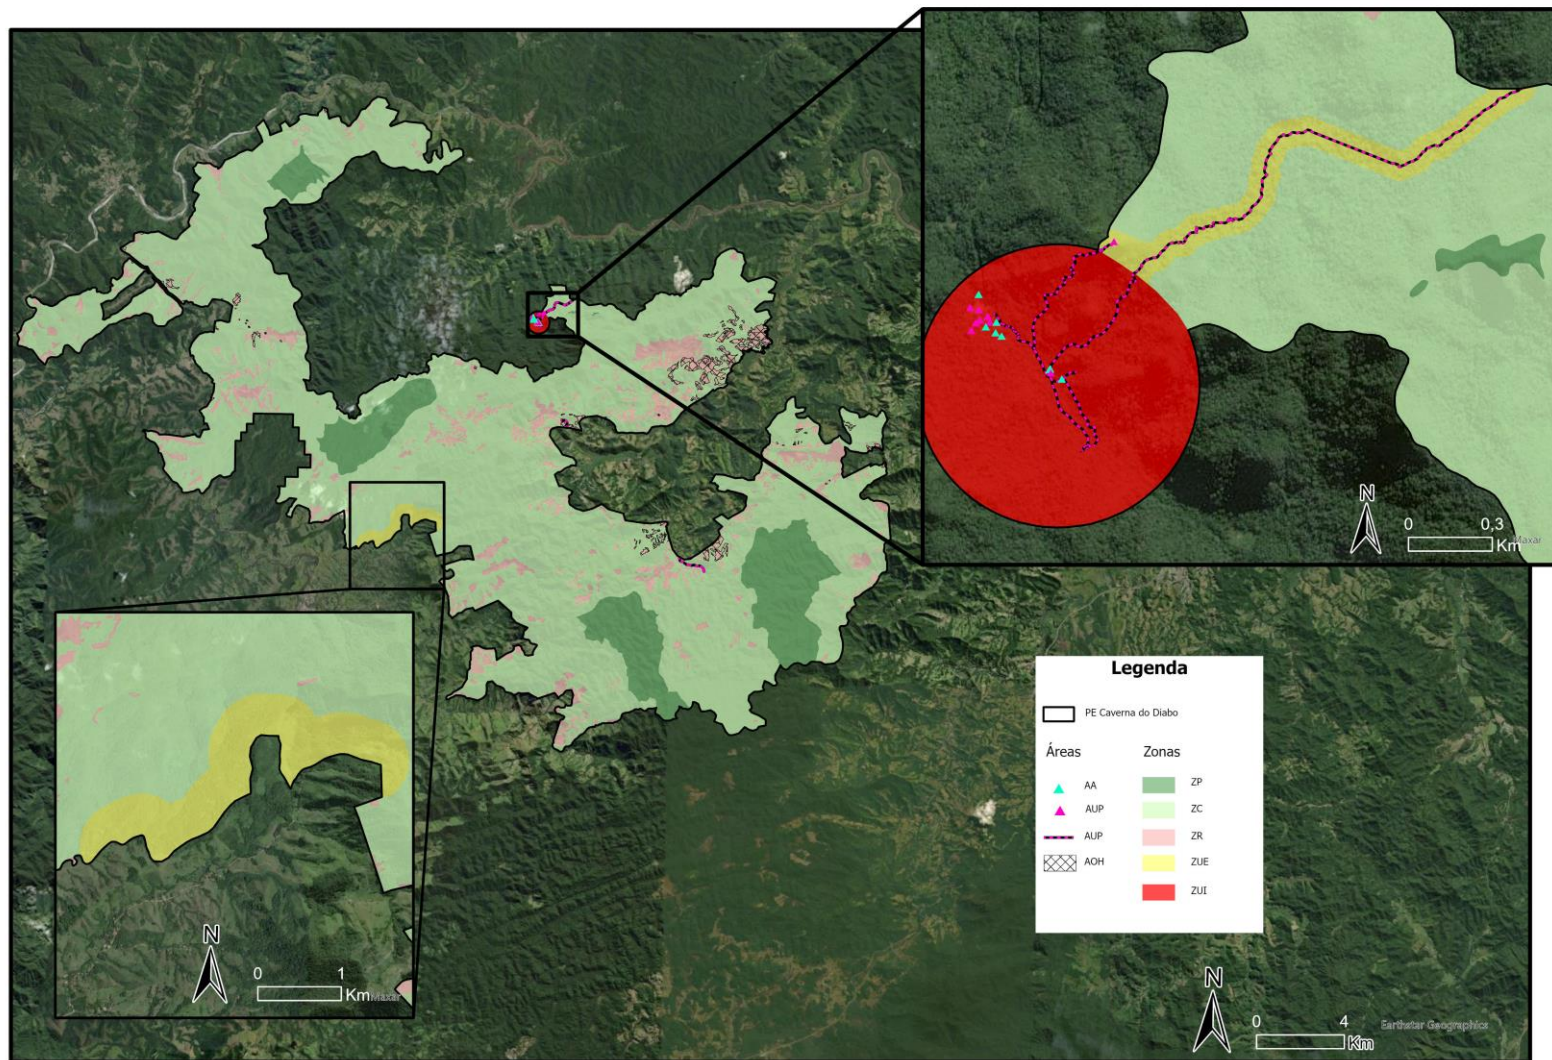 N
0 0,3
Km
Maxar
Legenda
PE Caverna do Diabo
Áreas Zonas
AA ZP
AUP ZC
AUP ZR
AOH ZUE
ZUI
N
0 1
Km
Maxar
N
0 4
Km
Earthstar Geographics